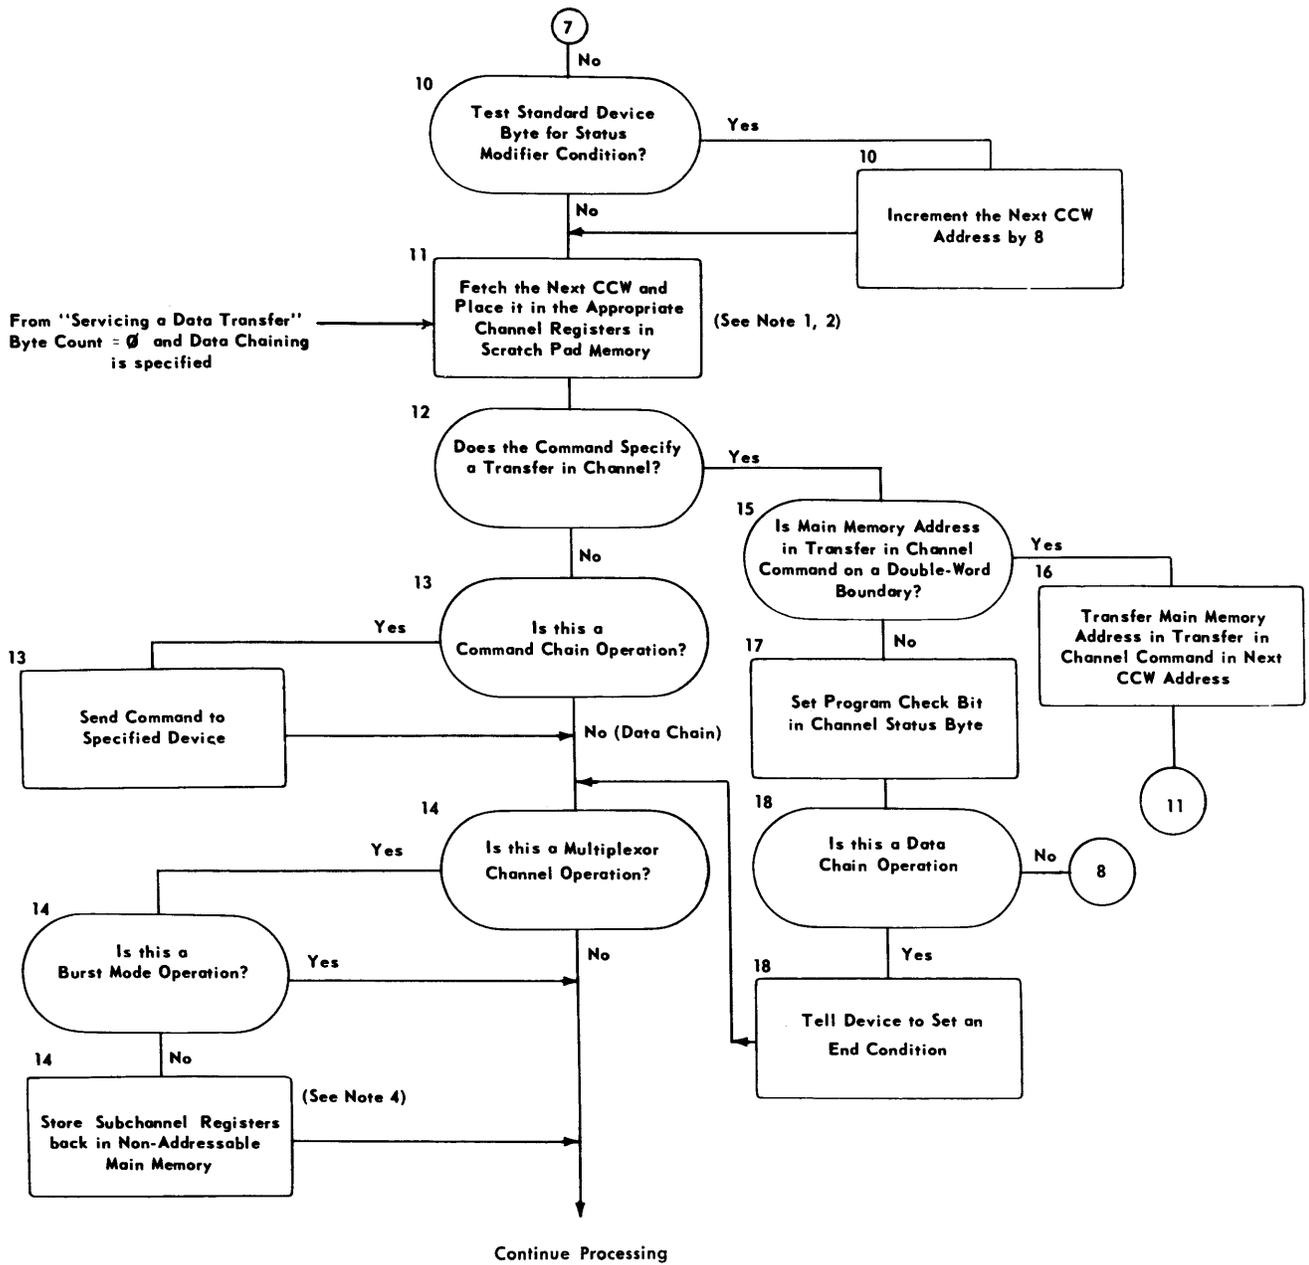 7
No
10
Test Standard Device
Byte for Status
Modifier Condition?
Yes
10
Increment the Next CCW
Address by 8
No
11
Fetch the Next CCW and
Place it in the Appropriate
Channel Registers in
Scratch Pad Memory
(See Note 1, 2)
From "Servicing a Data Transfer"
Byte Count = Ø and Data Chaining
is specified
12
Does the Command Specify
a Transfer in Channel?
Yes
No
15
Is Main Memory Address
in Transfer in Channel
Command on a Double-Word
Boundary?
Yes
16
Transfer Main Memory
Address in Transfer in
Channel Command in Next
CCW Address
11
No
13
Is this a
Command Chain Operation?
Yes
13
Send Command to
Specified Device
No (Data Chain)
17
Set Program Check Bit
in Channel Status Byte
18
Is this a Data
Chain Operation
No
8
Yes
18
Tell Device to Set an
End Condition
14
Is this a Multiplexor
Channel Operation?
Yes
No
14
Is this a
Burst Mode Operation?
Yes
No
14
Store Subchannel Registers
back in Non-Addressable
Main Memory
(See Note 4)
Continue Processing